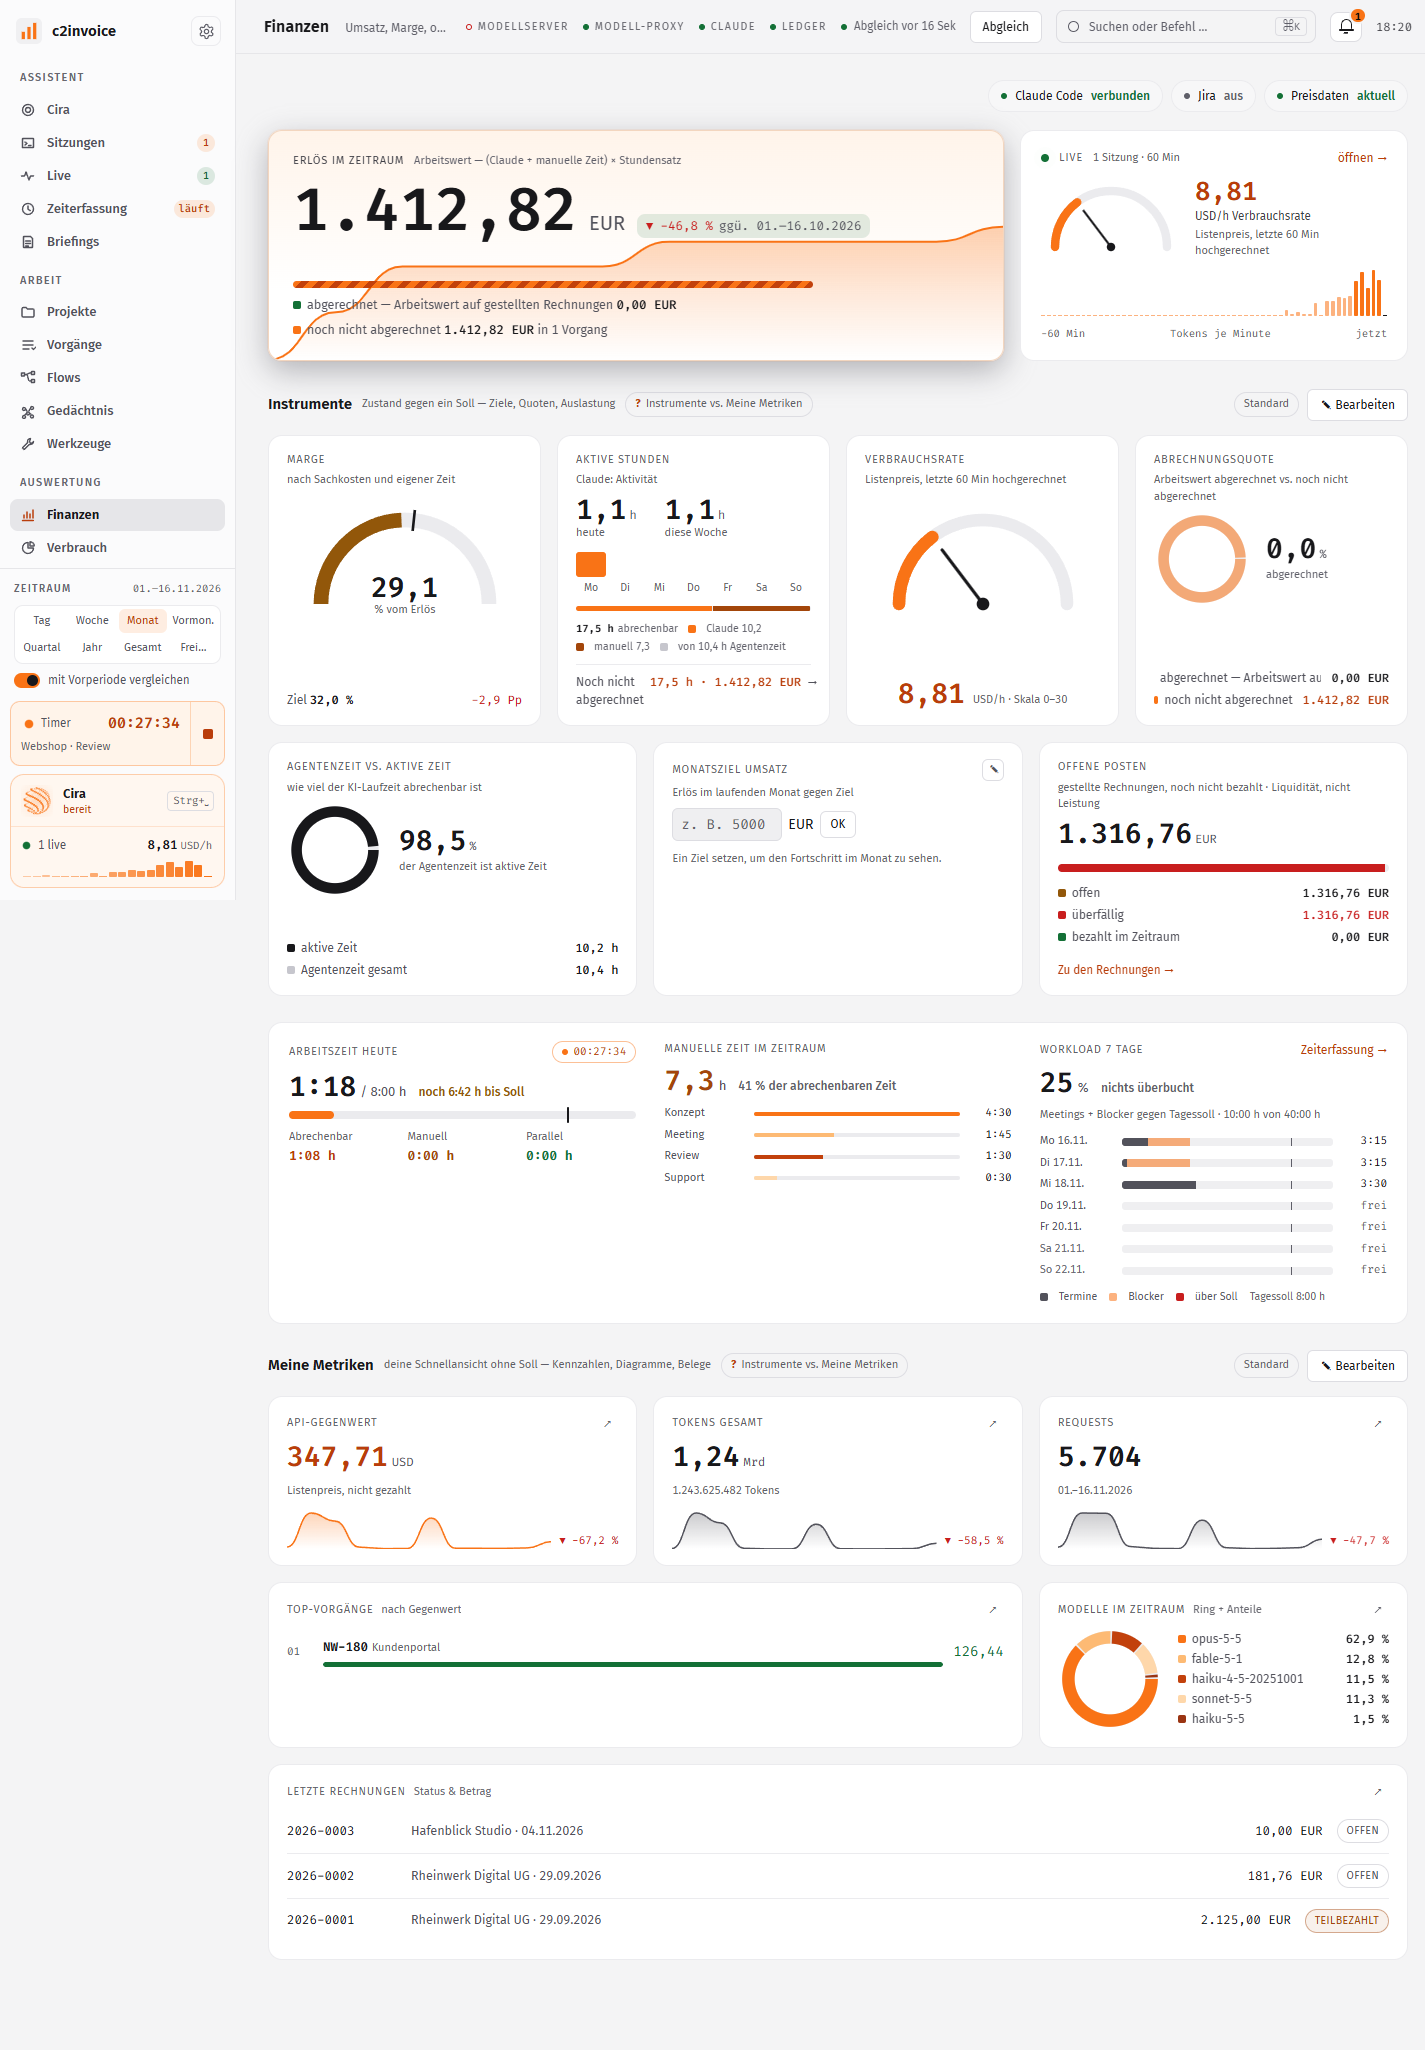 c2invoice
ASSISTENT
Cira
Sitzungen 1
Live 1
Zeiterfassung läuft
Briefings
ARBEIT
Projekte
Vorgänge
Flows
Gedächtnis
Werkzeuge
AUSWERTUNG
Finanzen
Verbrauch
ZEITRAUM 01.–16.11.2026
Tag Woche Monat Vormon.
Quartal Jahr Gesamt Frei…
mit Vorperiode vergleichen
Timer 00:27:34
Webshop · Review
Cira
bereit
Strg+␣
1 live 8,81 USD/h
Finanzen Umsatz, Marge, o… MODELLSERVER MODELL-PROXY CLAUDE LEDGER Abgleich vor 16 Sek Abgleich Suchen oder Befehl … ⌘K 1 18:20
Claude Code verbunden Jira aus Preisdaten aktuell
ERLÖS IM ZEITRAUM Arbeitswert — (Claude + manuelle Zeit) × Stundensatz
1.412,82 EUR ▼ -46,8 % ggü. 01.–16.10.2026
abgerechnet — Arbeitswert auf gestellten Rechnungen 0,00 EUR
noch nicht abgerechnet 1.412,82 EUR in 1 Vorgang
LIVE 1 Sitzung · 60 Min öffnen →
8,81
USD/h Verbrauchsrate
Listenpreis, letzte 60 Min
hochgerechnet
-60 Min Tokens je Minute jetzt
Instrumente Zustand gegen ein Soll — Ziele, Quoten, Auslastung ? Instrumente vs. Meine Metriken Standard Bearbeiten
MARGE
nach Sachkosten und eigener Zeit
29,1
% vom Erlös
Ziel 32,0 % -2,9 Pp
AKTIVE STUNDEN
Claude: Aktivität
1,1 h 1,1 h
heute diese Woche
Mo Di Mi Do Fr Sa So
17,5 h abrechenbar Claude 10,2
manuell 7,3 von 10,4 h Agentenzeit
Noch nicht abgerechnet 17,5 h · 1.412,82 EUR →
VERBRAUCHSRATE
Listenpreis, letzte 60 Min hochgerechnet
8,81 USD/h · Skala 0–30
ABRECHNUNGSQUOTE
Arbeitswert abgerechnet vs. noch nicht
abgerechnet
0,0 %
abgerechnet
abgerechnet — Arbeitswert au 0,00 EUR
noch nicht abgerechnet 1.412,82 EUR
AGENTENZEIT VS. AKTIVE ZEIT
wie viel der KI-Laufzeit abrechenbar ist
98,5 %
der Agentenzeit ist aktive Zeit
aktive Zeit 10,2 h
Agentenzeit gesamt 10,4 h
MONATSZIEL UMSATZ
Erlös im laufenden Monat gegen Ziel
z. B. 5000 EUR OK
Ein Ziel setzen, um den Fortschritt im Monat zu sehen.
OFFENE POSTEN
gestellte Rechnungen, noch nicht bezahlt · Liquidität, nicht
Leistung
1.316,76 EUR
offen 1.316,76 EUR
überfällig 1.316,76 EUR
bezahlt im Zeitraum 0,00 EUR
Zu den Rechnungen →
ARBEITSZEIT HEUTE 00:27:34
1:18 / 8:00 h noch 6:42 h bis Soll
Abrechenbar Manuell Parallel
1:08 h 0:00 h 0:00 h
MANUELLE ZEIT IM ZEITRAUM
7,3 h 41 % der abrechenbaren Zeit
Konzept 4:30
Meeting 1:45
Review 1:30
Support 0:30
WORKLOAD 7 TAGE Zeiterfassung →
25 % nichts überbucht
Meetings + Blocker gegen Tagessoll · 10:00 h von 40:00 h
Mo 16.11. 3:15
Di 17.11. 3:15
Mi 18.11. 3:30
Do 19.11. frei
Fr 20.11. frei
Sa 21.11. frei
So 22.11. frei
Termine Blocker über Soll Tagessoll 8:00 h
Meine Metriken deine Schnellansicht ohne Soll — Kennzahlen, Diagramme, Belege ? Instrumente vs. Meine Metriken Standard Bearbeiten
API-GEGENWERT ↗
347,71 USD
Listenpreis, nicht gezahlt
▼ -67,2 %
TOKENS GESAMT ↗
1,24 Mrd
1.243.625.482 Tokens
▼ -58,5 %
REQUESTS ↗
5.704
01.–16.11.2026
▼ -47,7 %
TOP-VORGÄNGE nach Gegenwert ↗
01 NW-180 Kundenportal 126,44
MODELLE IM ZEITRAUM Ring + Anteile ↗
opus-5-5 62,9 %
fable-5-1 12,8 %
haiku-4-5-20251001 11,5 %
sonnet-5-5 11,3 %
haiku-5-5 1,5 %
LETZTE RECHNUNGEN Status & Betrag ↗
2026-0003 Hafenblick Studio · 04.11.2026 10,00 EUR OFFEN
2026-0002 Rheinwerk Digital UG · 29.09.2026 181,76 EUR OFFEN
2026-0001 Rheinwerk Digital UG · 29.09.2026 2.125,00 EUR TEILBEZAHLT